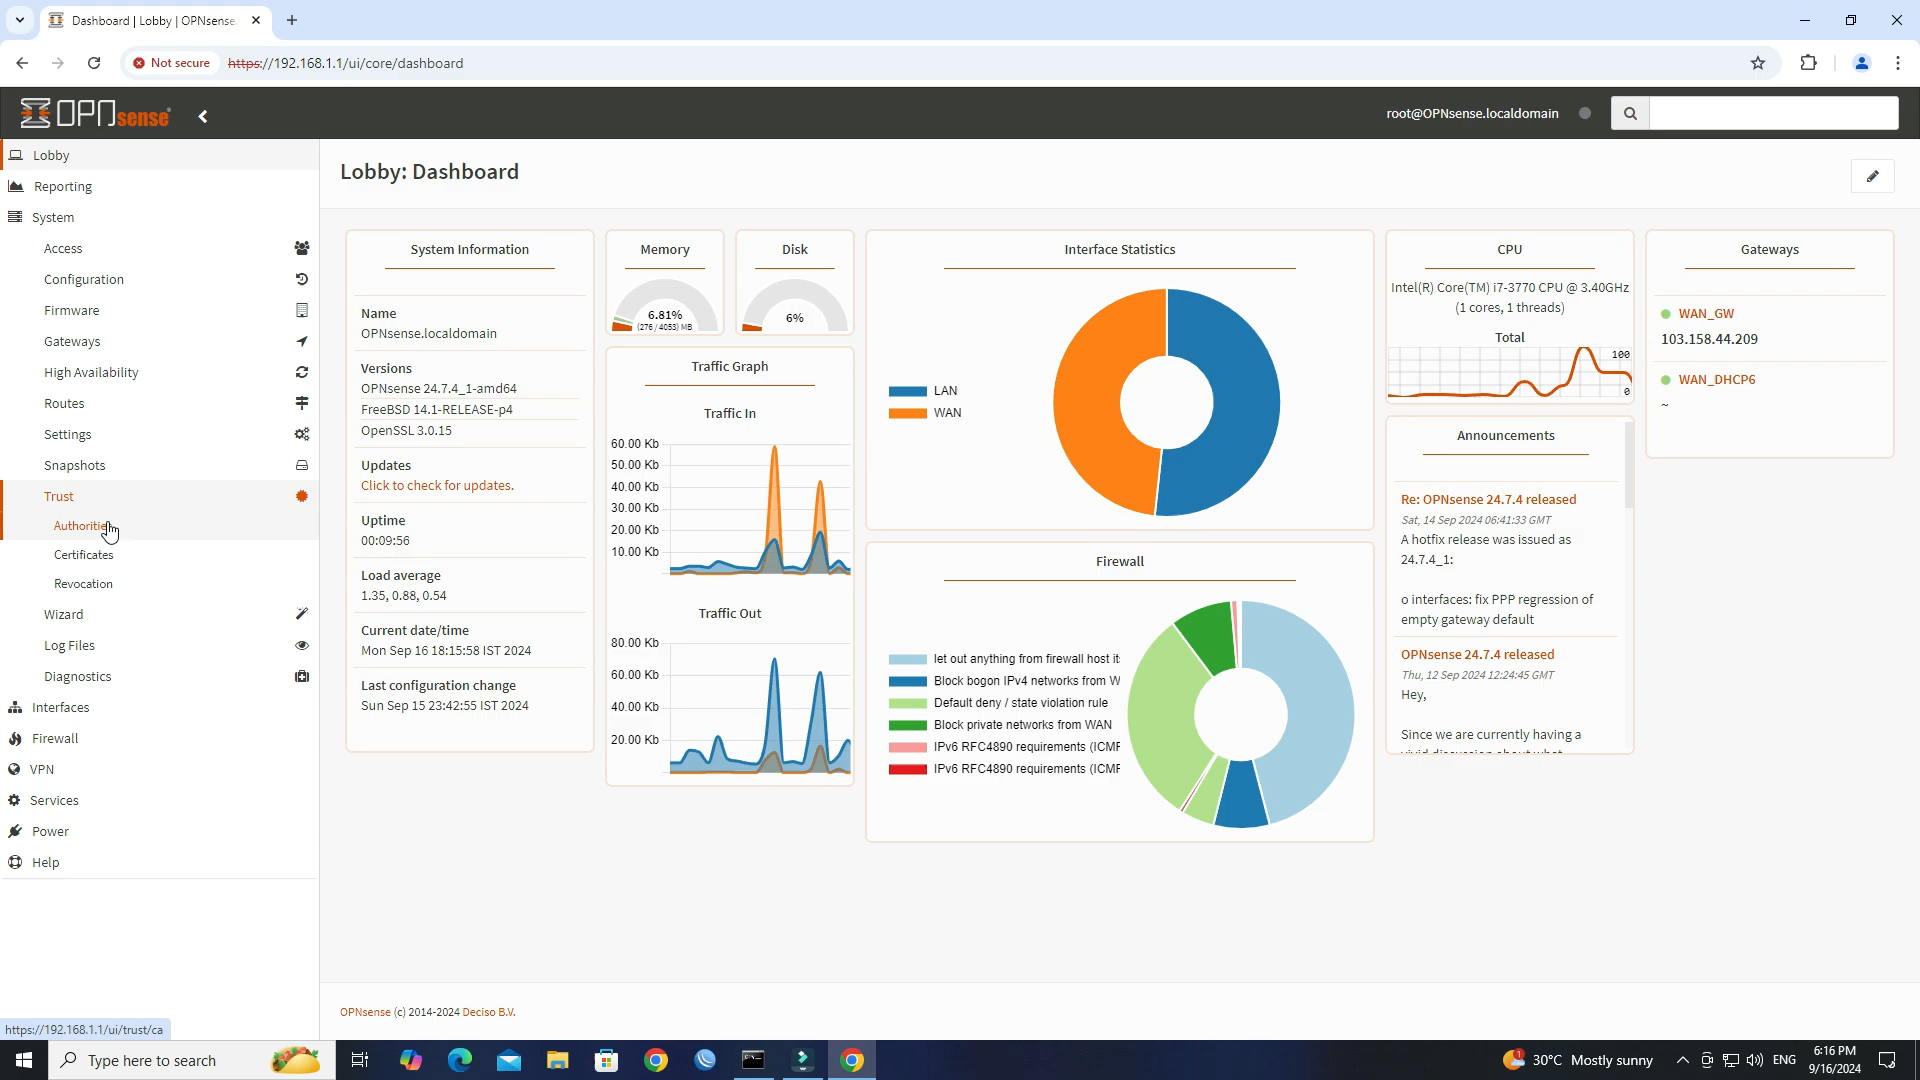 Dashboard | Lobby | OPNsense.
Not secure
https://192.168.1.1/ui/core/dashboard
OPNsense
root@OPNsense.localdomain
Lobby
Reporting
System
Access
Configuration
Firmware
Gateways
High Availability
Routes
Settings
Snapshots
Trust
Authorities
Certificates
Revocation
Wizard
Log Files
Diagnostics
Interfaces
Firewall
VPN
Services
Power
Help
https://192.168.1.1/ui/trust/ca
Lobby: Dashboard
System Information
Name
OPNsense.localdomain
Versions
OPNsense 24.7.4_1-amd64
FreeBSD 14.1-RELEASE-p4
OpenSSL 3.0.15
Updates
Click to check for updates.
Uptime
00:09:56
Load average
1.35, 0.88, 0.54
Current date/time
Mon Sep 16 18:15:58 IST 2024
Last configuration change
Sun Sep 15 23:42:55 IST 2024
Memory
6.81%
(276 / 4053) MB
Disk
6%
Traffic Graph
Traffic In
60.00 Kb
50.00 Kb
40.00 Kb
30.00 Kb
20.00 Kb
10.00 Kb
Traffic Out
80.00 Kb
60.00 Kb
40.00 Kb
20.00 Kb
Interface Statistics
LAN
WAN
Firewall
let out anything from firewall host it
Block bogon IPv4 networks from W
Default deny / state violation rule
Block private networks from WAN
IPv6 RFC4890 requirements (ICMF
IPv6 RFC4890 requirements (ICMF
CPU
Intel(R) Core(TM) i7-3770 CPU @ 3.40GHz
(1 cores, 1 threads)
Total
100
0
Announcements
Re: OPNsense 24.7.4 released
Sat, 14 Sep 2024 06:41:33 GMT
A hotfix release was issued as
24.7.4_1:
o interfaces: fix PPP regression of
empty gateway default
OPNsense 24.7.4 released
Thu, 12 Sep 2024 12:24:45 GMT
Hey,
Since we are currently having a
vivid discussion about what
Gateways
WAN_GW
103.158.44.209
WAN_DHCP6
~
OPNsense (c) 2014-2024 Deciso B.V.
Type here to search
1
30°C Mostly sunny
ENG
6:16 PM
9/16/2024